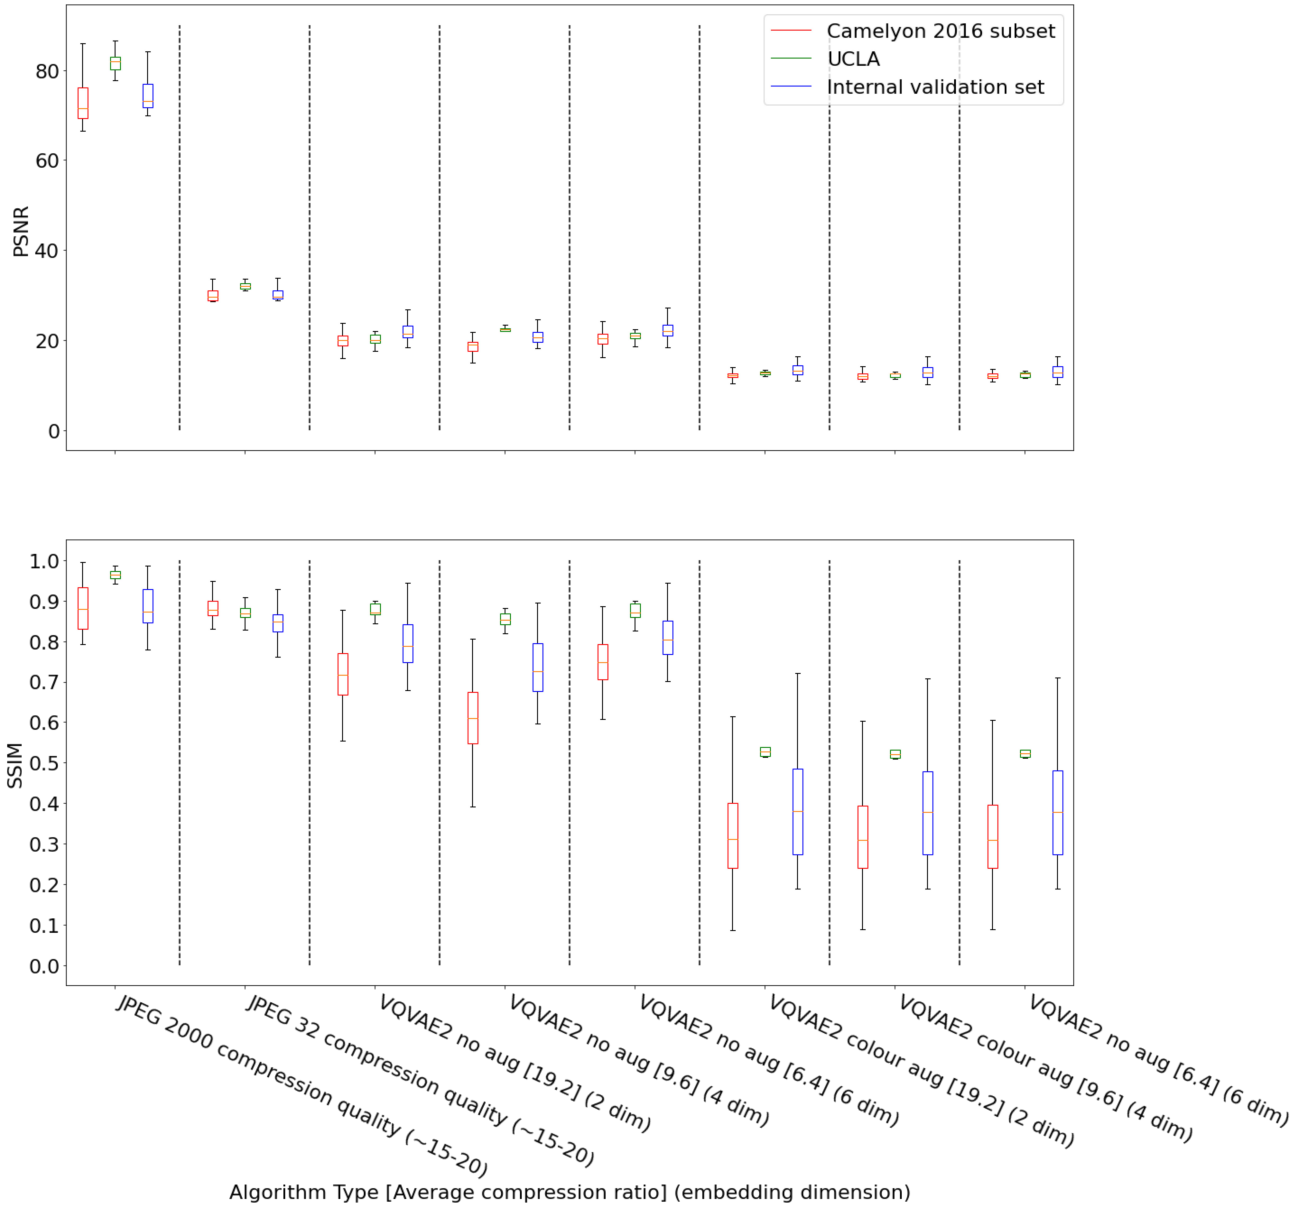 Camelyon 2016 subset
UCLA
Internal validation set
PSNR
80
60
40
20
0
SSIM
1.0
0.9
0.8
0.7
0.6
0.5
0.4
0.3
0.2
0.1
0.0
JPEG 2000 compression quality (~15-20)
JPEG 32 compression quality (~15-20)
VQVAE2 no aug [19.2] (2 dim)
VQVAE2 no aug [9.6] (4 dim)
VQVAE2 no aug [6.4] (6 dim)
VQVAE2 colour aug [19.2] (2 dim)
VQVAE2 colour aug [9.6] (4 dim)
VQVAE2 no aug [6.4] (6 dim)
Algorithm Type [Average compression ratio] (embedding dimension)